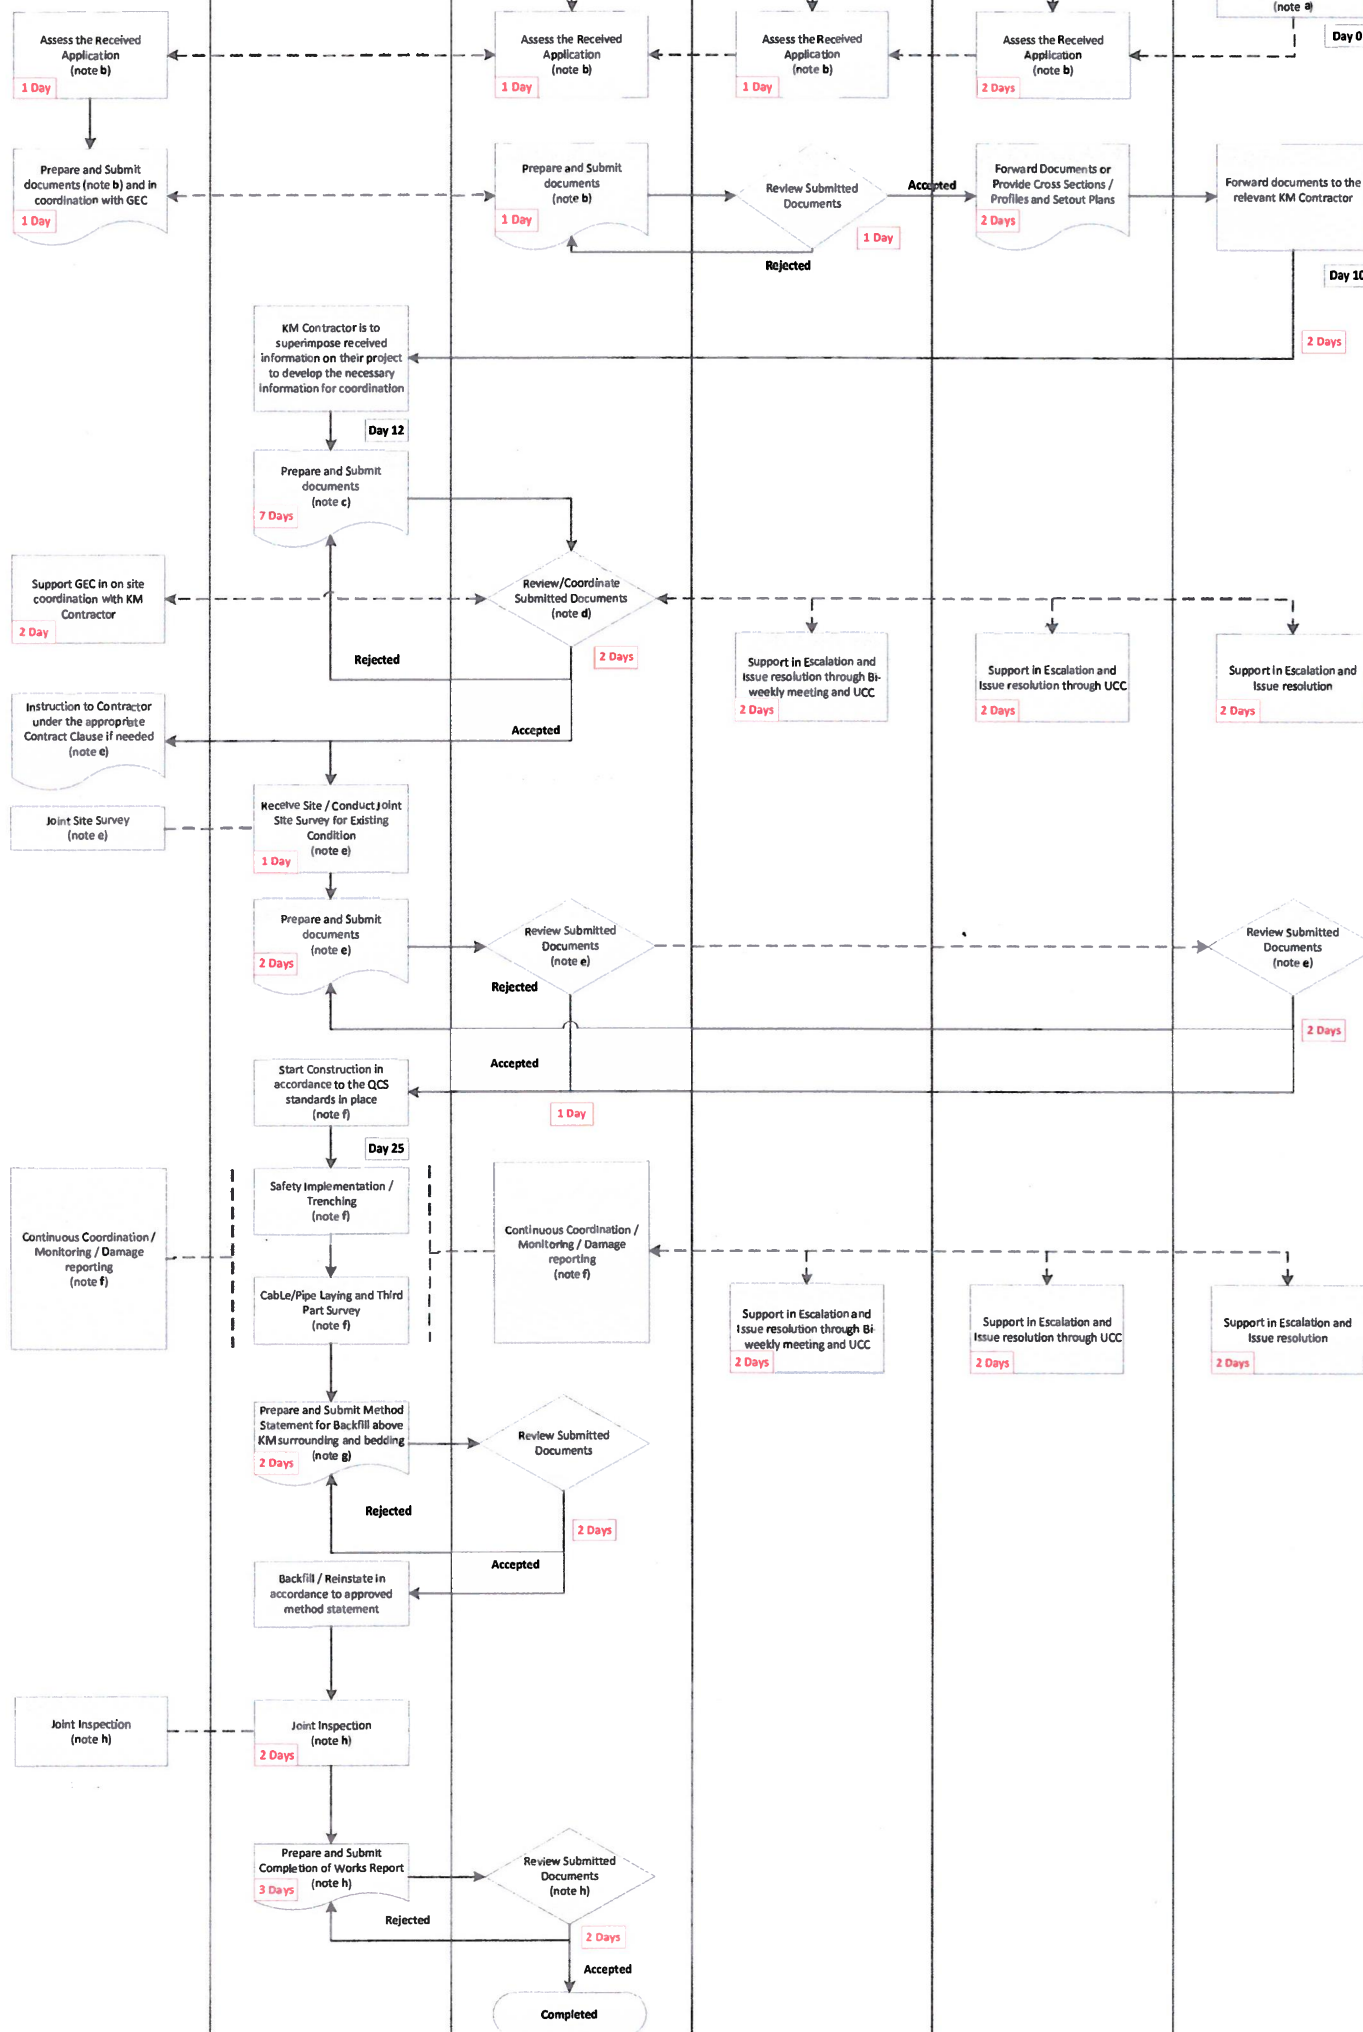 (note a)
Day 0
Assess the Received
Application
(note b)
1 Day
Assess the Received
Application
(note b)
1 Day
Assess the Received
Application
(note b)
1 Day
Assess the Received
Application
(note b)
2 Days
Prepare and Submit
documents (note b) and in
coordination with GEC
1 Day
Prepare and Submit
documents
(note b)
1 Day
Review Submitted
Documents
1 Day
Accepted
Rejected
Forward Documents or
Provide Cross Sections /
Profiles and Setout Plans
2 Days
Forward documents to the
relevant KM Contractor
Day 10
2 Days
KM Contractor is to
superimpose received
information on their project
to develop the necessary
information for coordination
Day 12
Prepare and Submit
documents
(note c)
7 Days
Support GEC in on site
coordination with KM
Contractor
2 Day
Review/Coordinate
Submitted Documents
(note d)
2 Days
Rejected
Accepted
Support in Escalation and
Issue resolution through Bi-
weekly meeting and UCC
2 Days
Support in Escalation and
Issue resolution through UCC
2 Days
Support in Escalation and
Issue resolution
2 Days
Instruction to Contractor
under the appropriate
Contract Clause if needed
(note e)
Joint Site Survey
(note e)
Receive Site / Conduct Joint
Site Survey for Existing
Condition
(note e)
1 Day
Prepare and Submit
documents
(note e)
2 Days
Review Submitted
Documents
(note e)
Rejected
Review Submitted
Documents
(note e)
2 Days
Accepted
1 Day
Start Construction in
accordance to the QCS
standards in place
(note f)
Day 25
Continuous Coordination /
Monitoring / Damage
reporting
(note f)
Safety Implementation /
Trenching
(note f)
Cable/Pipe Laying and Third
Part Survey
(note f)
Continuous Coordination /
Monitoring / Damage
reporting
(note f)
Support in Escalation and
Issue resolution through Bi-
weekly meeting and UCC
2 Days
Support in Escalation and
Issue resolution through UCC
2 Days
Support in Escalation and
Issue resolution
2 Days
Prepare and Submit Method
Statement for Backfill above
KM surrounding and bedding
(note g)
2 Days
Review Submitted
Documents
Rejected
2 Days
Accepted
Backfill / Reinstate in
accordance to approved
method statement
Joint Inspection
(note h)
Joint Inspection
(note h)
2 Days
Prepare and Submit
Completion of Works Report
(note h)
3 Days
Review Submitted
Documents
(note h)
Rejected
2 Days
Accepted
Completed